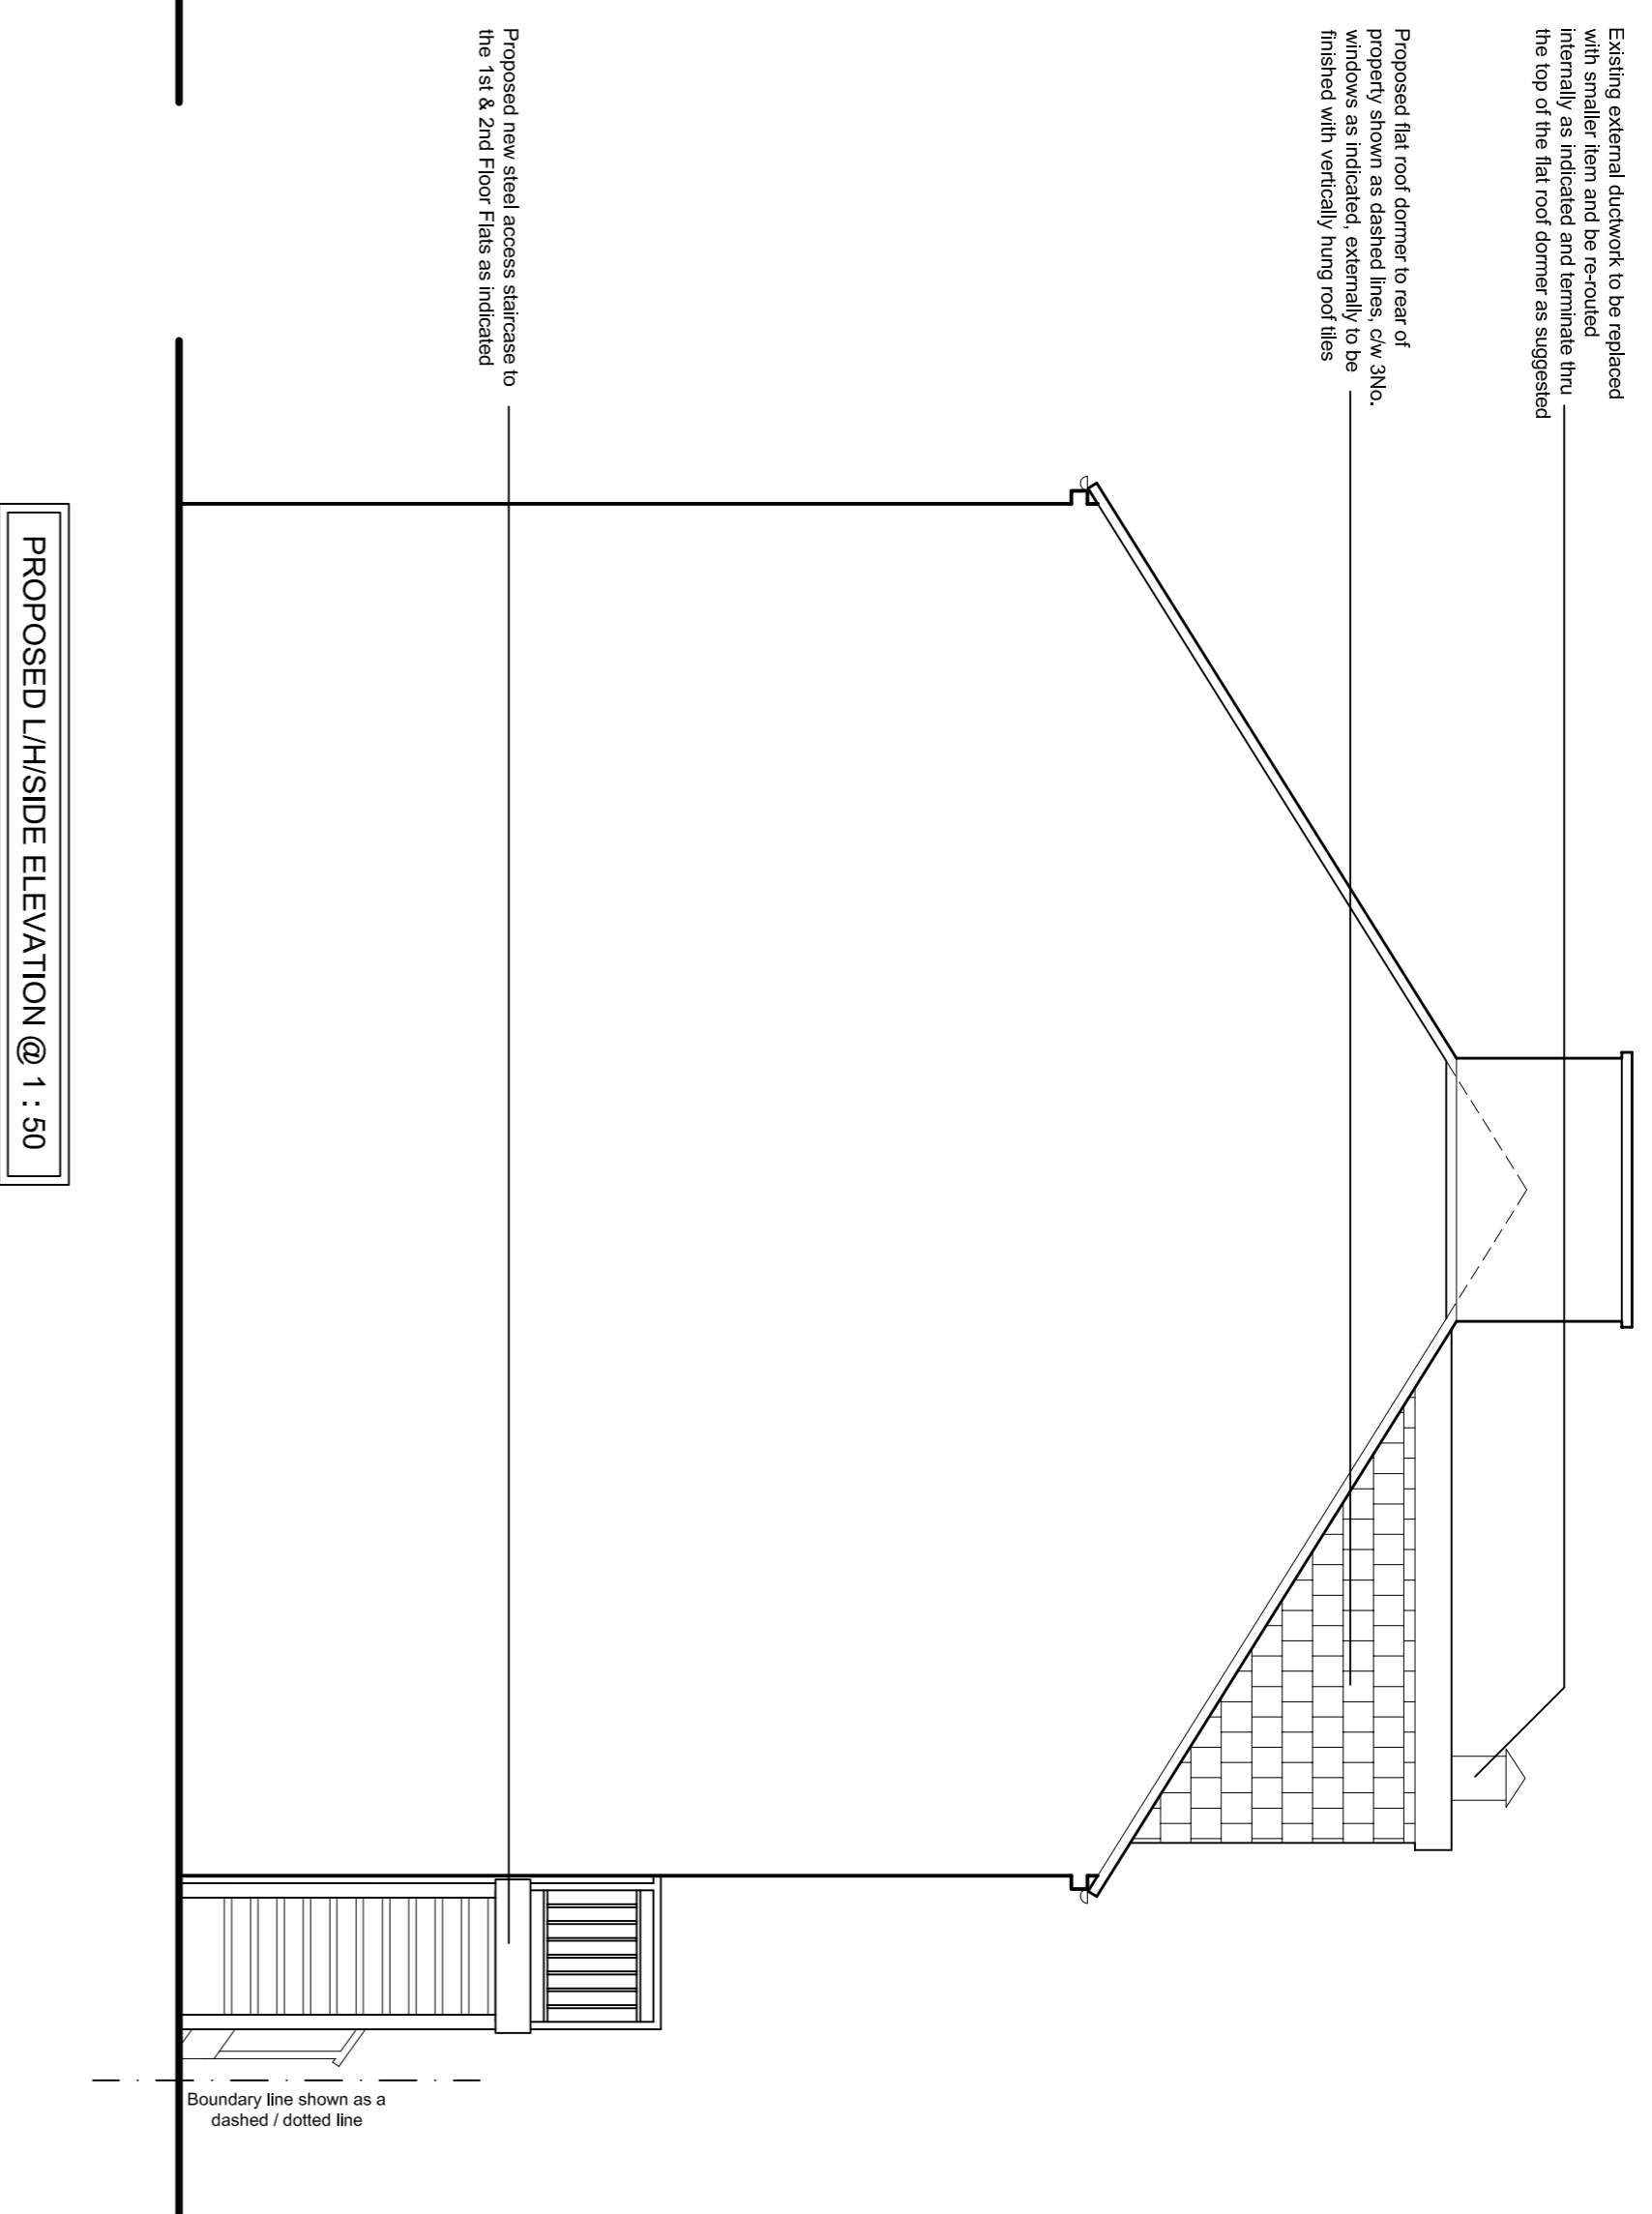 Existing external ductwork to be replaced
with smaller item and be re-routed
internally as indicated and terminate thru
the top of the flat roof dormer as suggested
Proposed flat roof dormer to rear of
property shown as dashed lines, c/w 3No.
windows as indicated, externally to be
finished with vertically hung roof tiles
Proposed new steel access staircase to
the 1st & 2nd Floor Flats as indicated
Boundary line shown as a
dashed / dotted line
PROPOSED L/H/SIDE ELEVATION @ 1 : 50